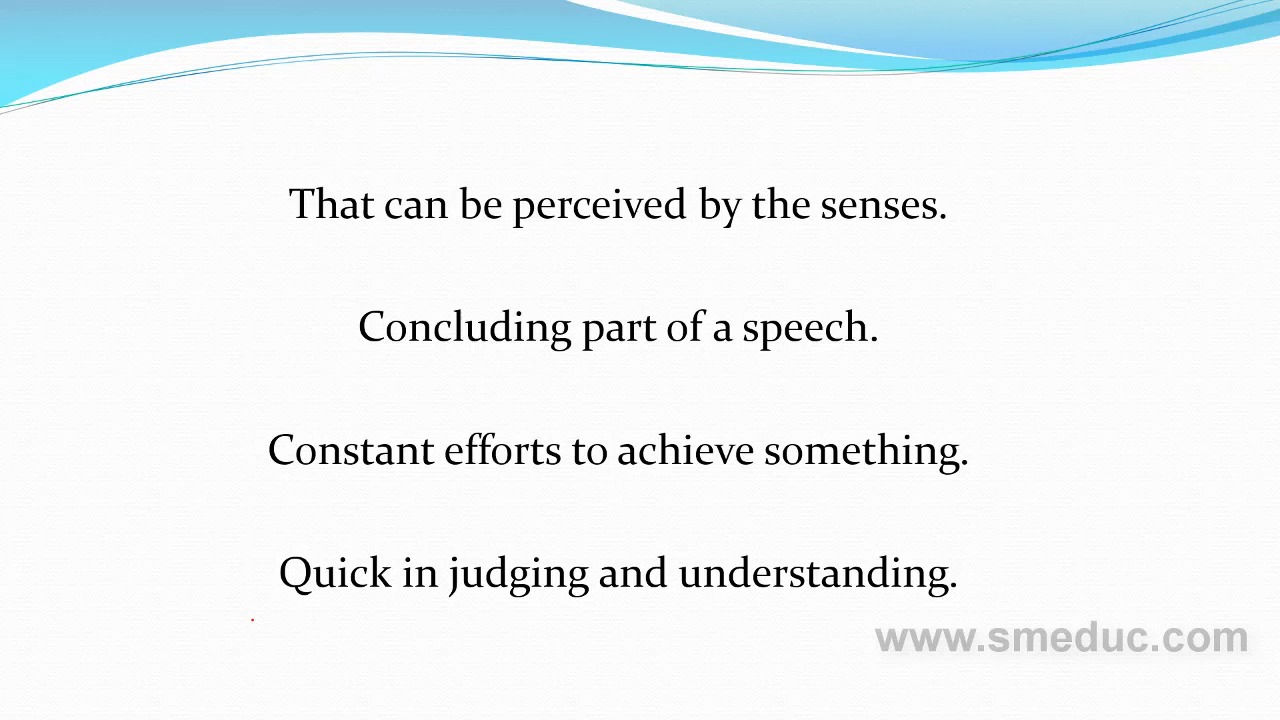 That can be perceived by the senses.
Concluding part of a speech.
Constant efforts to achieve something.
Quick in judging and understanding.
www.smeduc.com